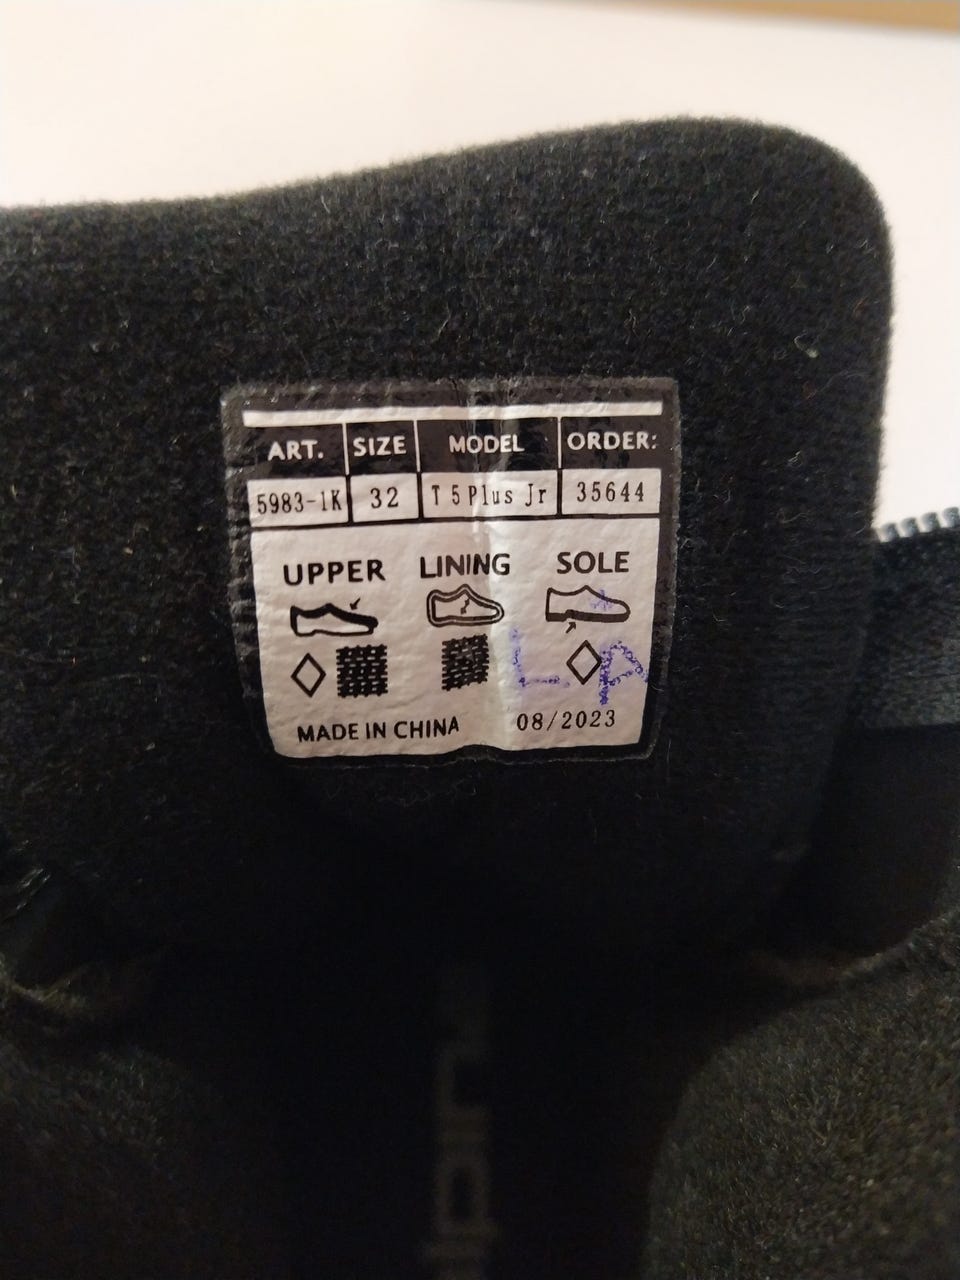 ART. SIZE MODEL ORDER:
5983-1K 32 T 5 Plus Jr 35644
UPPER LINING SOLE
L P
MADE IN CHINA 08/2023